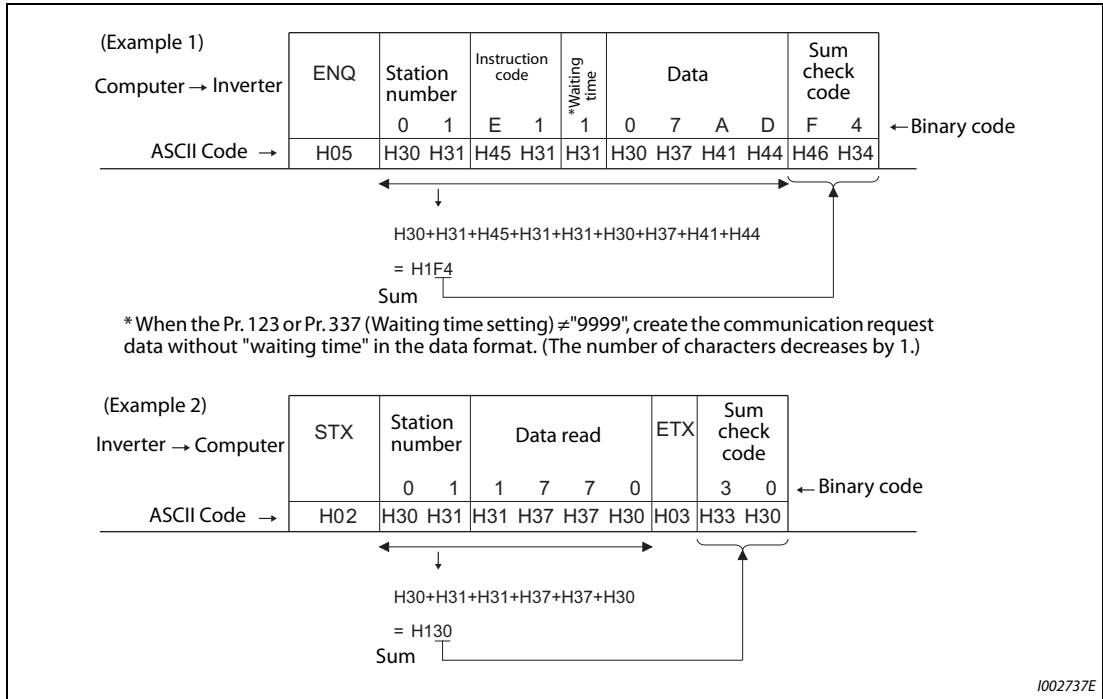 (Example 1)
Computer → Inverter
ENQ
Station
number
Instruction
code
*Waiting
time
Data
Sum
check
code
0 1 E 1 1 0 7 A D F 4 ←Binary code
ASCII Code → H05 H30 H31 H45 H31 H31 H30 H37 H41 H44 H46 H34
H30+H31+H45+H31+H31+H30+H37+H41+H44
= H1F4
Sum
* When the Pr. 123 or Pr. 337 (Waiting time setting) ≠"9999", create the communication request
data without "waiting time" in the data format. (The number of characters decreases by 1.)
(Example 2)
Inverter → Computer
STX
Station
number
Data read
ETX
Sum
check
code
0 1 1 7 7 0 3 0 ←Binary code
ASCII Code → H02 H30 H31 H31 H37 H37 H30 H03 H33 H30
H30+H31+H31+H37+H37+H30
= H130
Sum
I002737E